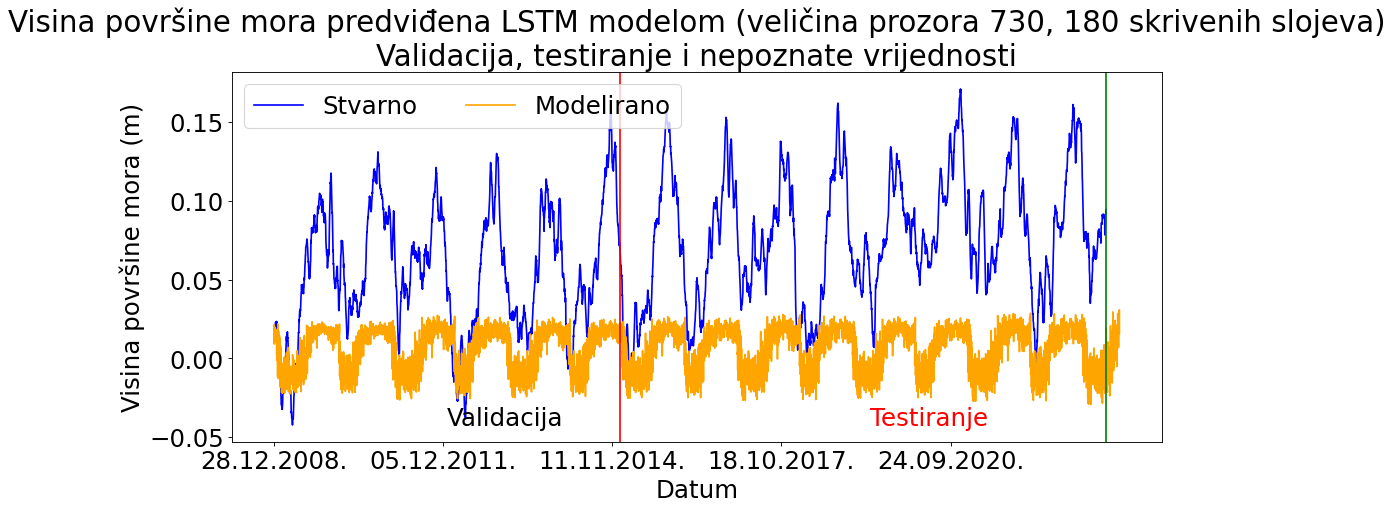 Visina površine mora predviđena LSTM modelom (veličina prozora 730, 180 skrivenih slojeva)
Validacija, testiranje i nepoznate vrijednosti
Stvarno Modelirano
Visina površine mora (m)
0.15
0.10
0.05
0.00
−0.05
Validacija Testiranje
28.12.2008. 05.12.2011. 11.11.2014. 18.10.2017. 24.09.2020.
Datum